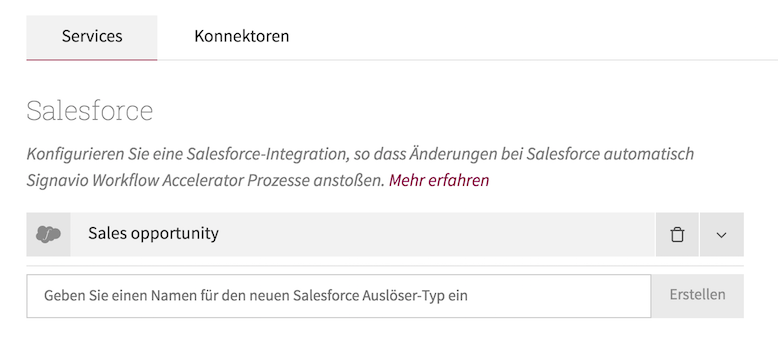 Services
Konnektoren
Salesforce
Konfigurieren Sie eine Salesforce-Integration, so dass Änderungen bei Salesforce automatisch
Signavio Workflow Accelerator Prozesse anstoßen. Mehr erfahren
Sales opportunity
Geben Sie einen Namen für den neuen Salesforce Auslöser-Typ ein
Erstellen